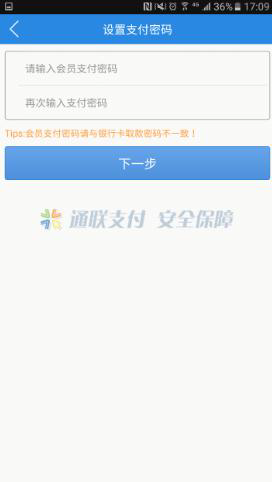 4G 36% 17:09
设置支付密码
请输入会员支付密码
再次输入支付密码
Tips:会员支付密码请与银行卡取款密码不一致！
下一步
通联支付 安全保障